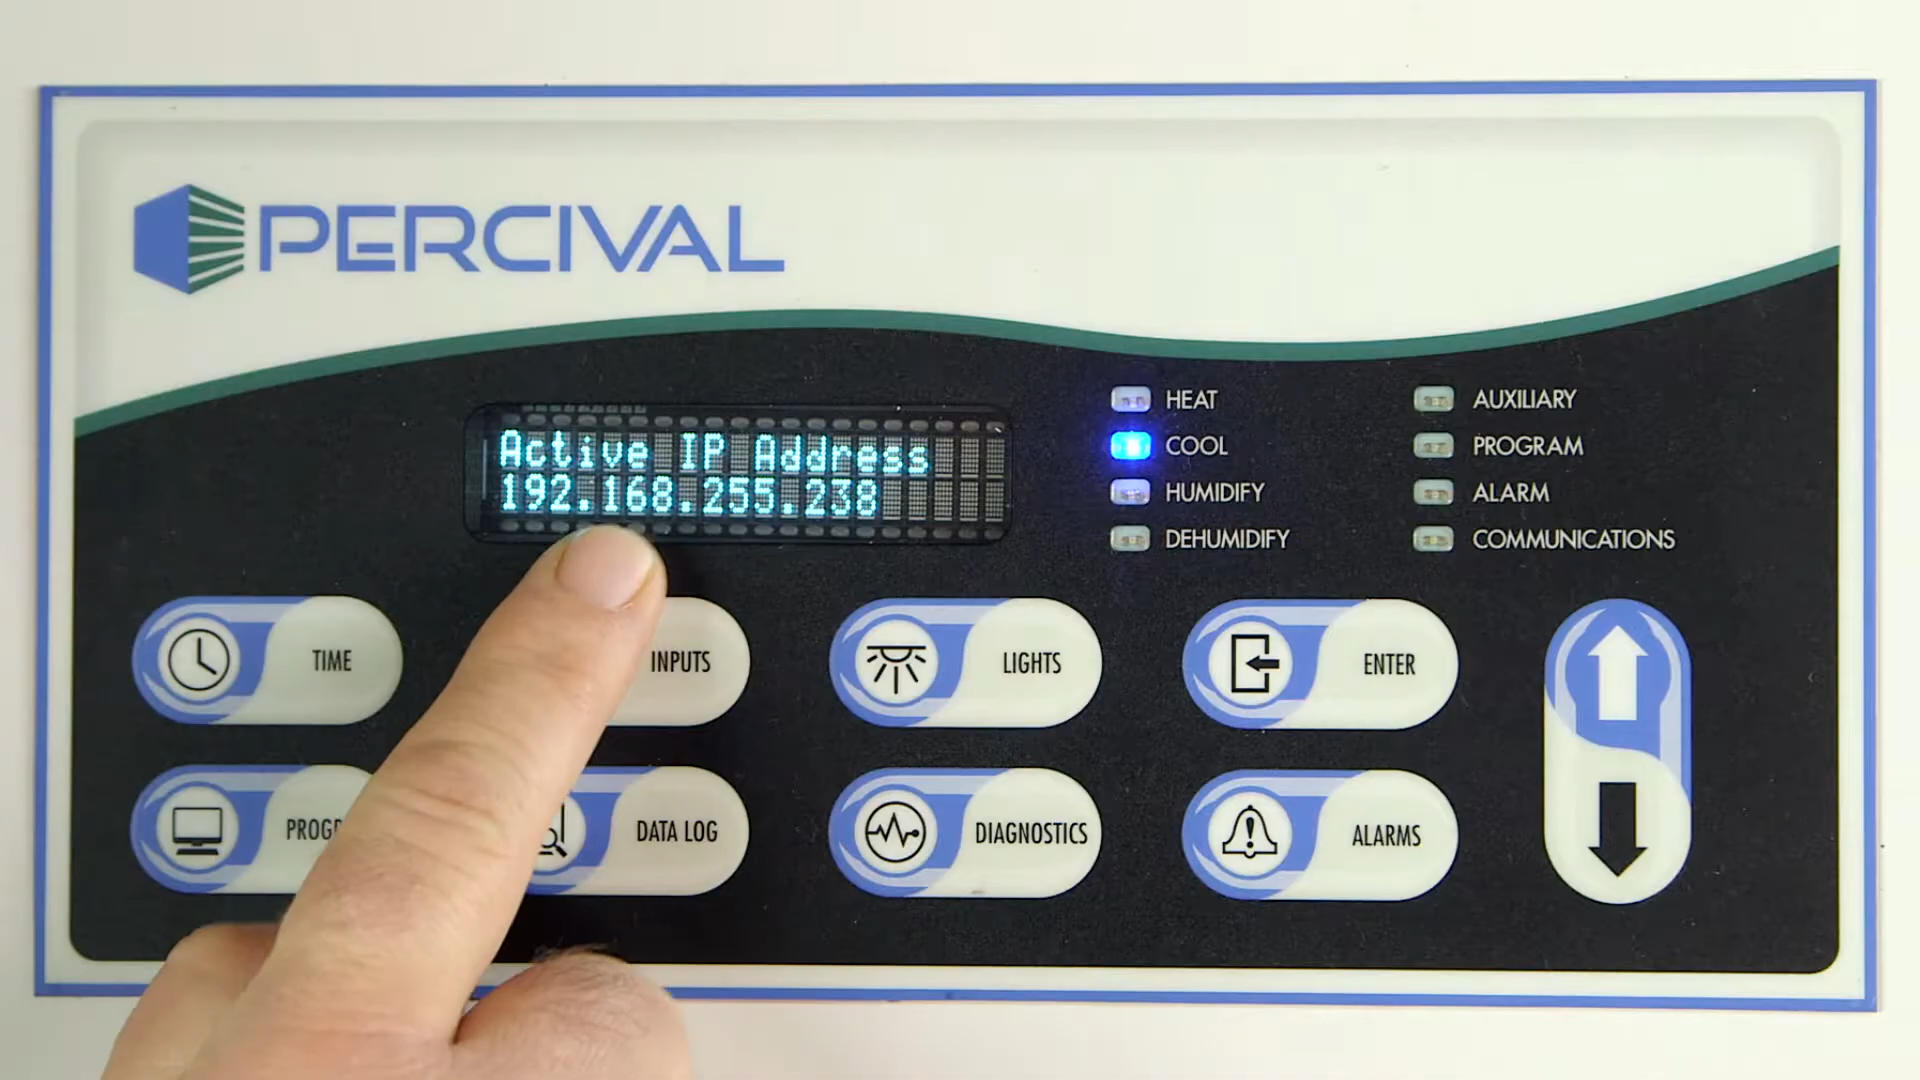 PERCIVAL
Active IP Address
192.168.255.238
HEAT
COOL
HUMIDIFY
DEHUMIDIFY
AUXILIARY
PROGRAM
ALARM
COMMUNICATIONS
TIME
INPUTS
LIGHTS
ENTER
DATA LOG
DIAGNOSTICS
ALARMS